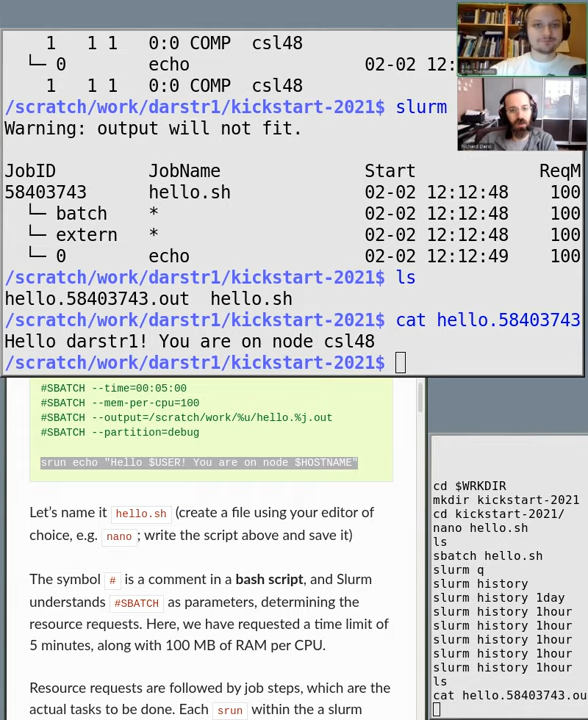 1   1 1   0:0 COMP  csl48
└─ 0       echo                 02-02 12:
1   1 1   0:0 COMP  csl48
/scratch/work/darstr1/kickstart-2021$ slurm
Warning: output will not fit.
JobID         JobName             Start           ReqM
58403743      hello.sh            02-02 12:12:48   100
└─ batch      *                   02-02 12:12:48   100
└─ extern     *                   02-02 12:12:48   100
└─ 0          echo                02-02 12:12:49   100
/scratch/work/darstr1/kickstart-2021$ ls
hello.58403743.out  hello.sh
/scratch/work/darstr1/kickstart-2021$ cat hello.58403743
Hello darstr1! You are on node csl48
/scratch/work/darstr1/kickstart-2021$
#SBATCH --time=00:05:00
#SBATCH --mem-per-cpu=100
#SBATCH --output=/scratch/work/%u/hello.%j.out
#SBATCH --partition=debug
srun echo "Hello $USER! You are on node $HOSTNAME"
Let's name it hello.sh (create a file using your editor of
choice, e.g. nano ; write the script above and save it)
The symbol # is a comment in a bash script, and Slurm
understands #SBATCH as parameters, determining the
resource requests. Here, we have requested a time limit of
5 minutes, along with 100 MB of RAM per CPU.
Resource requests are followed by job steps, which are the
actual tasks to be done. Each srun within the a slurm
cd $WRKDIR
mkdir kickstart-2021
cd kickstart-2021/
nano hello.sh
ls
sbatch hello.sh
slurm q
slurm history
slurm history 1day
slurm history 1hour
slurm history 1hour
slurm history 1hour
slurm history 1hour
slurm history 1hour
ls
cat hello.58403743.ou